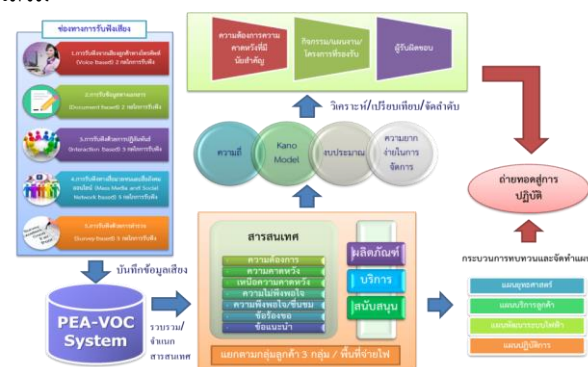 ช่องทางการรับฟังเสียง
1.การรับฟังจากเสียงลูกค้าทางโทรศัพท์
(Voice based) 2 กลไกการรับฟัง
2.การรับข้อมูลทางเอกสาร
(Document based) 2 กลไกการรับฟัง
3.การรับฟังด้วยการปฏิสัมพันธ์
(Interaction based) 5 กลไกการรับฟัง
4.การรับฟังทางสื่อมวลชนและสื่อสังคม
ออนไลน์ (Mass Media and Social
Network based) 5 กลไกการรับฟัง
5.การรับฟังด้วยการสำรวจ
(Survey based) 5 กลไกการรับฟัง
บันทึกข้อมูลเสียง
PEA-VOC
System
รวบรวม/
จำแนก
สารสนเทศ
ความต้องการความ
คาดหวังที่มี
นัยสำคัญ
กิจกรรม/แผนงาน/
โครงการที่รองรับ
ผู้รับผิดชอบ
วิเคราะห์/เปรียบเทียบ/จัดลำดับ
ความถี่
Kano
Model
งบประมาณ
ความยาก
ง่ายในการ
จัดการ
สารสนเทศ
ความต้องการ
ความคาดหวัง
เหนือความคาดหวัง
ความไม่พึงพอใจ
ความพึงพอใจ/ชื่นชม
ข้อร้องขอ
ข้อแนะนำ
ผลิตภัณฑ์
บริการ
สนับสนุน
แยกตามกลุ่มลูกค้า 3 กลุ่ม / พื้นที่จ่ายไฟ
ถ่ายทอดสู่การ
ปฏิบัติ
กระบวนการทบทวนและจัดทำแผน
แผนยุทธศาสตร์
แผนบริการลูกค้า
แผนพัฒนาระบบไฟฟ้า
แผนปฏิบัติการ